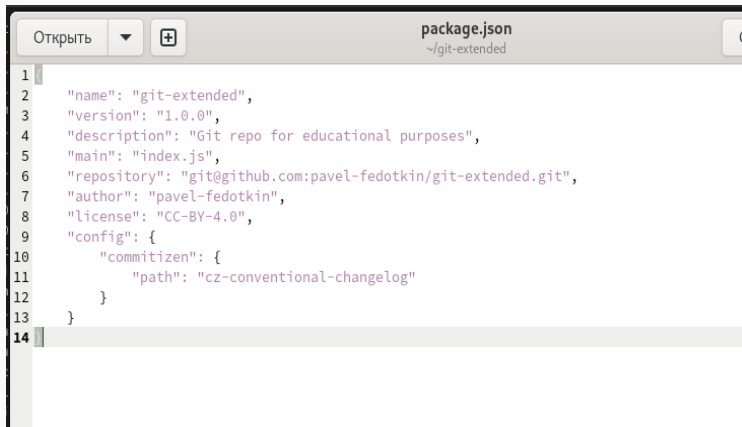 Открыть
package.json
~/git-extended
1 {
2 "name": "git-extended",
3 "version": "1.0.0",
4 "description": "Git repo for educational purposes",
5 "main": "index.js",
6 "repository": "git@github.com:pavel-fedotkin/git-extended.git",
7 "author": "pavel-fedotkin",
8 "license": "CC-BY-4.0",
9 "config": {
10 "commitizen": {
11 "path": "cz-conventional-changelog"
12 }
13 }
14 }